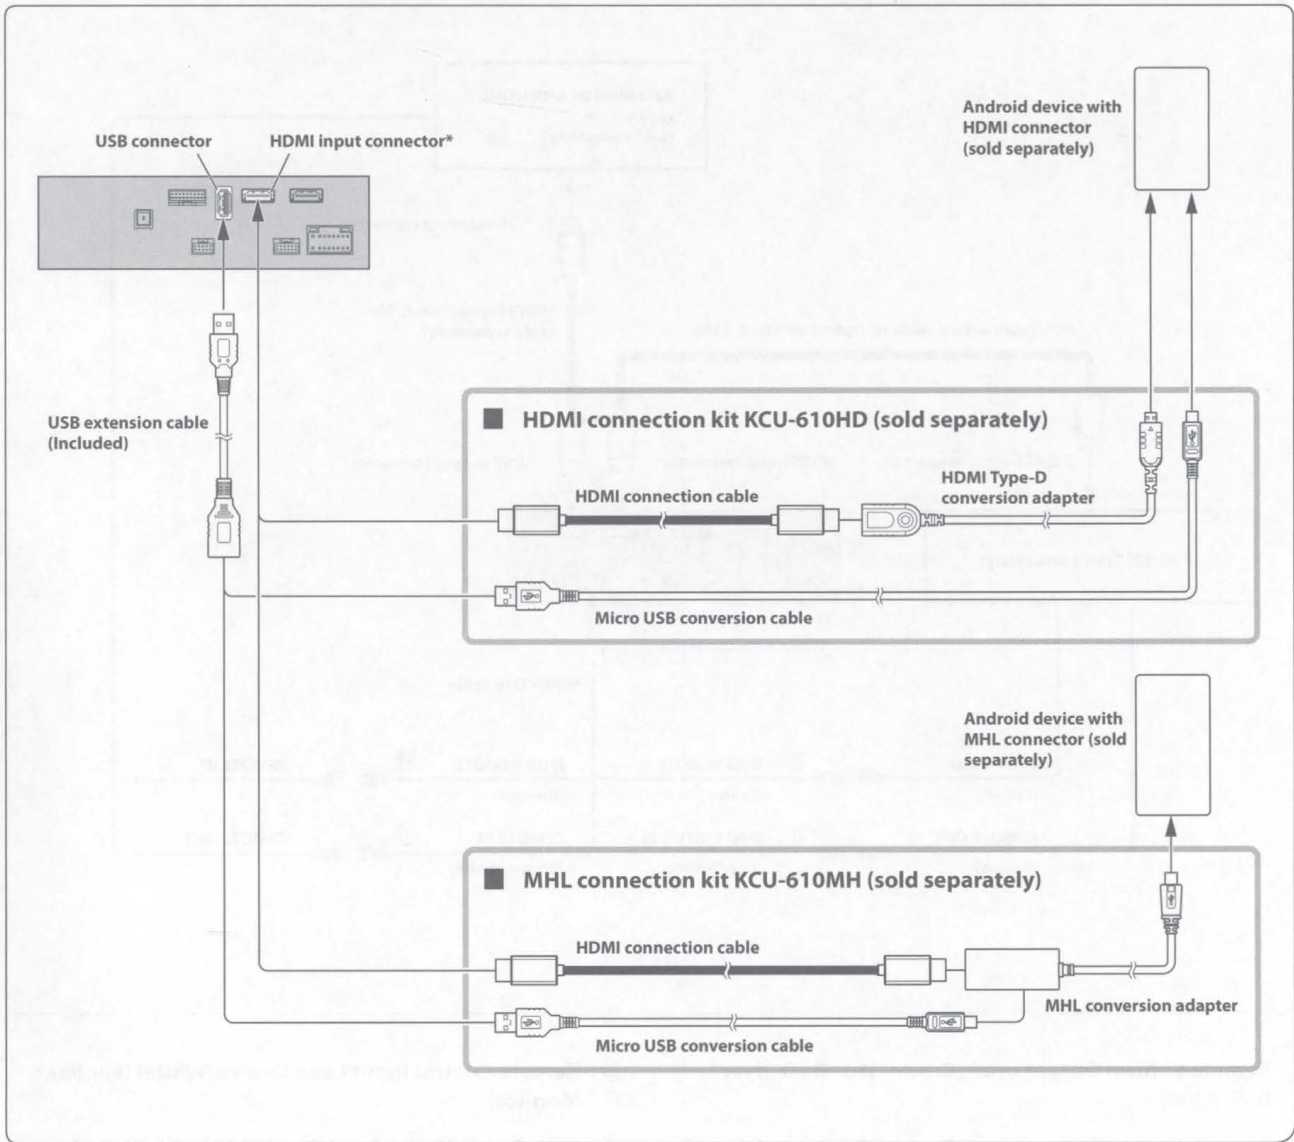 USB connector
HDMI input connector*
Android device with
HDMI connector
(sold separately)
USB extension cable
(Included)
■ HDMI connection kit KCU-610HD (sold separately)
HDMI connection cable
HDMI Type-D
conversion adapter
Micro USB conversion cable
Android device with
MHL connector (sold
separately)
■ MHL connection kit KCU-610MH (sold separately)
HDMI connection cable
MHL conversion adapter
Micro USB conversion cable